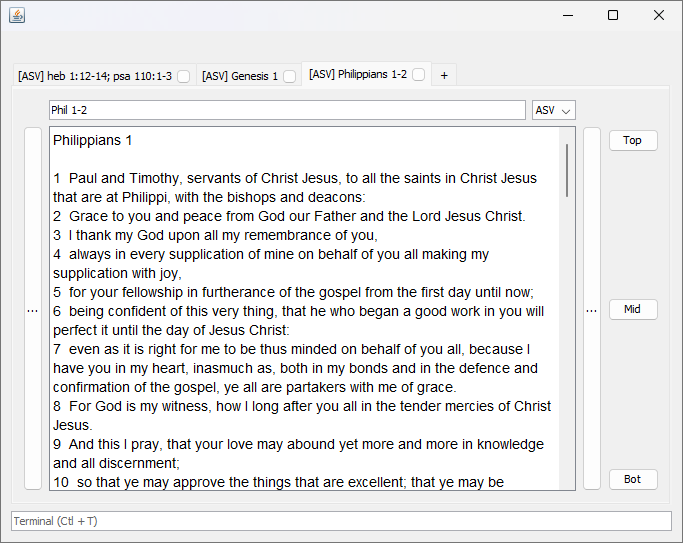 [ASV] heb 1:12-14; psa 110:1-3 [ASV] Genesis 1 [ASV] Philippians 1-2 +
Phil 1-2 ASV
Philippians 1
1 Paul and Timothy, servants of Christ Jesus, to all the saints in Christ Jesus
that are at Philippi, with the bishops and deacons:
2 Grace to you and peace from God our Father and the Lord Jesus Christ.
3 I thank my God upon all my remembrance of you,
4 always in every supplication of mine on behalf of you all making my
supplication with joy,
5 for your fellowship in furtherance of the gospel from the first day until now;
6 being confident of this very thing, that he who began a good work in you will
perfect it until the day of Jesus Christ:
7 even as it is right for me to be thus minded on behalf of you all, because I
have you in my heart, inasmuch as, both in my bonds and in the defence and
confirmation of the gospel, ye all are partakers with me of grace.
8 For God is my witness, how I long after you all in the tender mercies of Christ
Jesus.
9 And this I pray, that your love may abound yet more and more in knowledge
and all discernment;
10 so that ye may approve the things that are excellent; that ye may be
...
...
Top
Mid
Bot
Terminal (Ctl + T)